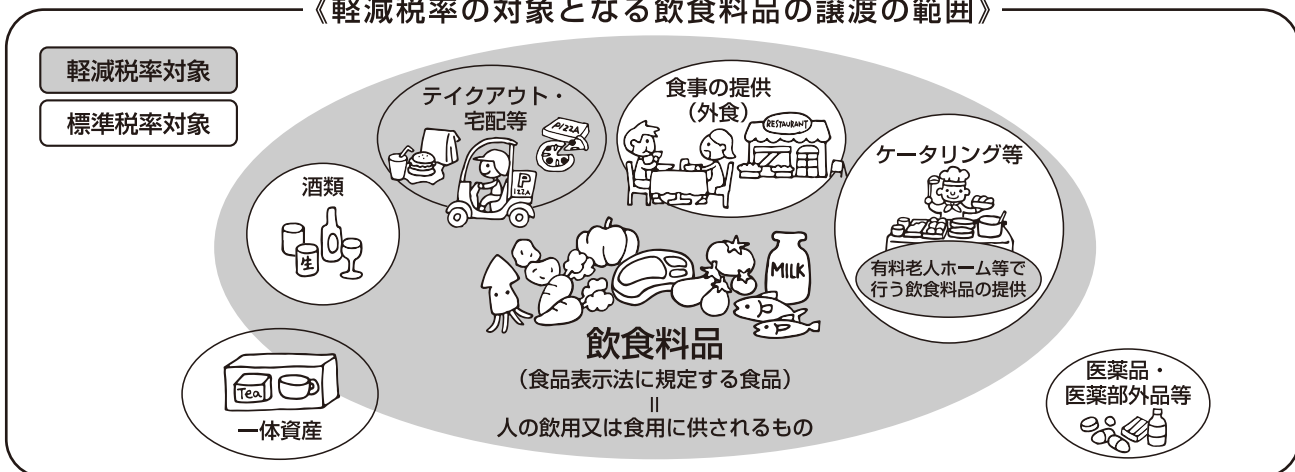 《軽減税率の対象となる飲食料品の譲渡の範囲》
軽減税率対象
標準税率対象
テイクアウト・
宅配等
PIZZA
P
IZZA
食事の提供
（外食）
RESTAURANT
ケータリング等
有料老人ホーム等で
行う飲食料品の提供
酒類
生
MILK
飲食料品
（食品表示法に規定する食品）
＝
人の飲用又は食用に供されるもの
Tea
一体資産
医薬品・
医薬部外品等